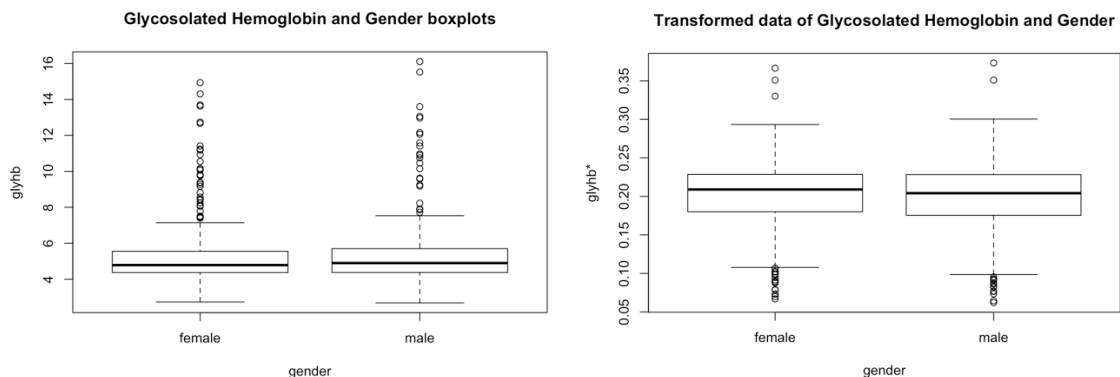 Glycosolated Hemoglobin and Gender boxplots
glyhb
16
14
12
10
8
6
4
female
male
gender
Transformed data of Glycosolated Hemoglobin and Gender
glyhb*
0.35
0.30
0.25
0.20
0.15
0.10
0.05
female
male
gender